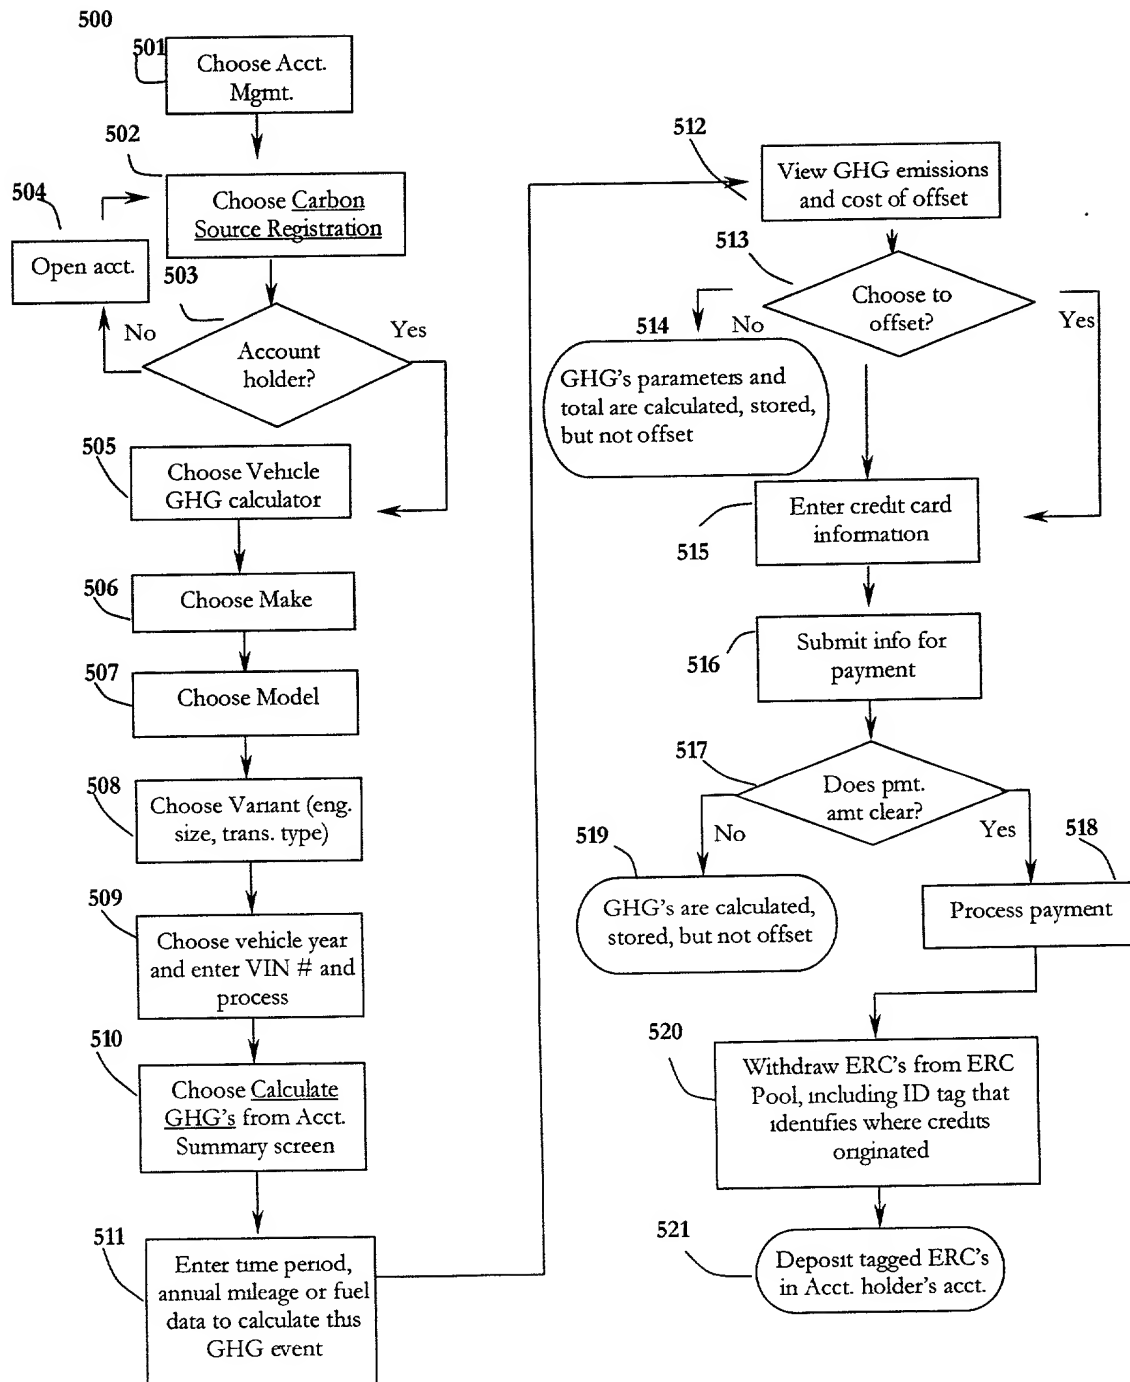 500
501
Choose Acct.
Mgmt.
502
Choose Carbon
Source Registration
504
Open acct.
503
No
Yes
Account
holder?
505
Choose Vehicle
GHG calculator
506
Choose Make
507
Choose Model
508
Choose Variant (eng.
size, trans. type)
509
Choose vehicle year
and enter VIN # and
process
510
Choose Calculate
GHG's from Acct.
Summary screen
511
Enter time period,
annual mileage or fuel
data to calculate this
GHG event
512
View GHG emissions
and cost of offset
513
Choose to
offset?
514
No
Yes
GHG's parameters and
total are calculated, stored,
but not offset
515
Enter credit card
information
516
Submit info for
payment
517
Does pmt.
amt clear?
No
Yes
518
519
GHG's are calculated,
stored, but not offset
Process payment
520
Withdraw ERC's from ERC
Pool, including ID tag that
identifies where credits
originated
521
Deposit tagged ERC's
in Acct. holder's acct.